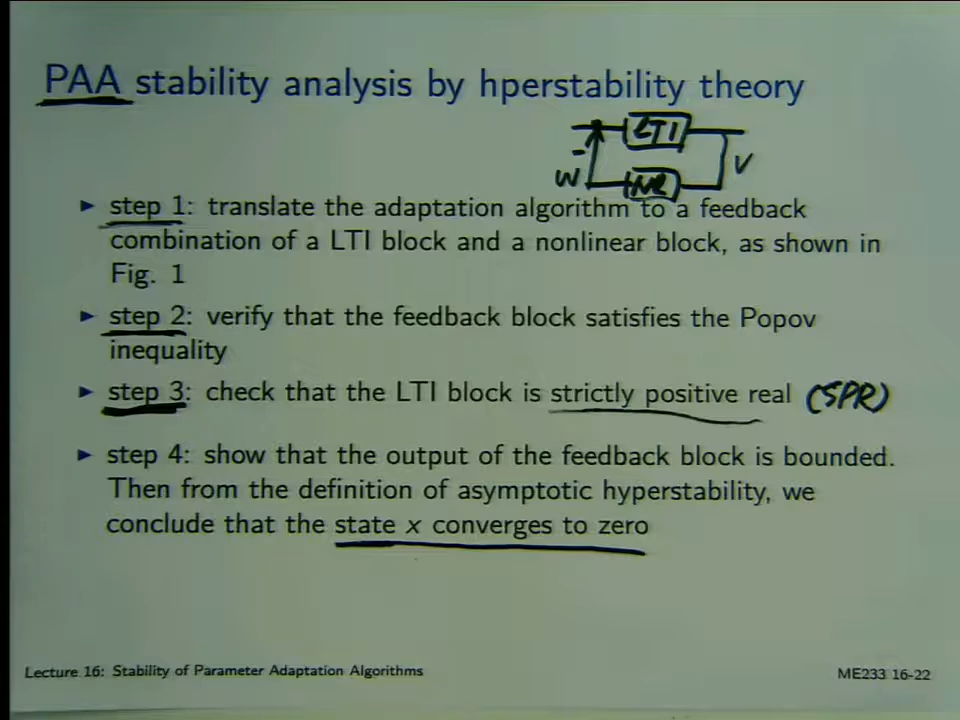 PAA stability analysis by hperstability theory
LTI
-
W
NL
V
▶ step 1: translate the adaptation algorithm to a feedback
combination of a LTI block and a nonlinear block, as shown in
Fig. 1
▶ step 2: verify that the feedback block satisfies the Popov
inequality
▶ step 3: check that the LTI block is strictly positive real (SPR)
▶ step 4: show that the output of the feedback block is bounded.
Then from the definition of asymptotic hyperstability, we
conclude that the state x converges to zero
Lecture 16: Stability of Parameter Adaptation Algorithms
ME233 16-22